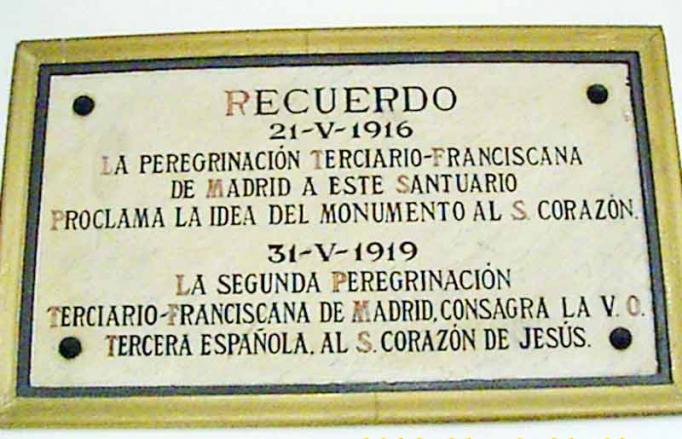 RECUERDO
21-V-1916
LA PEREGRINACIÓN TERCIARIO-FRANCISCANA
DE MADRID A ESTE SANTUARIO
PROCLAMA LA IDEA DEL MONUMENTO AL S. CORAZÓN.
31-V-1919
LA SEGUNDA PEREGRINACIÓN
TERCIARIO-FRANCISCANA DE MADRID, CONSAGRA LA V. O.
TERCERA ESPAÑOLA, AL S. CORAZÓN DE JESÚS.